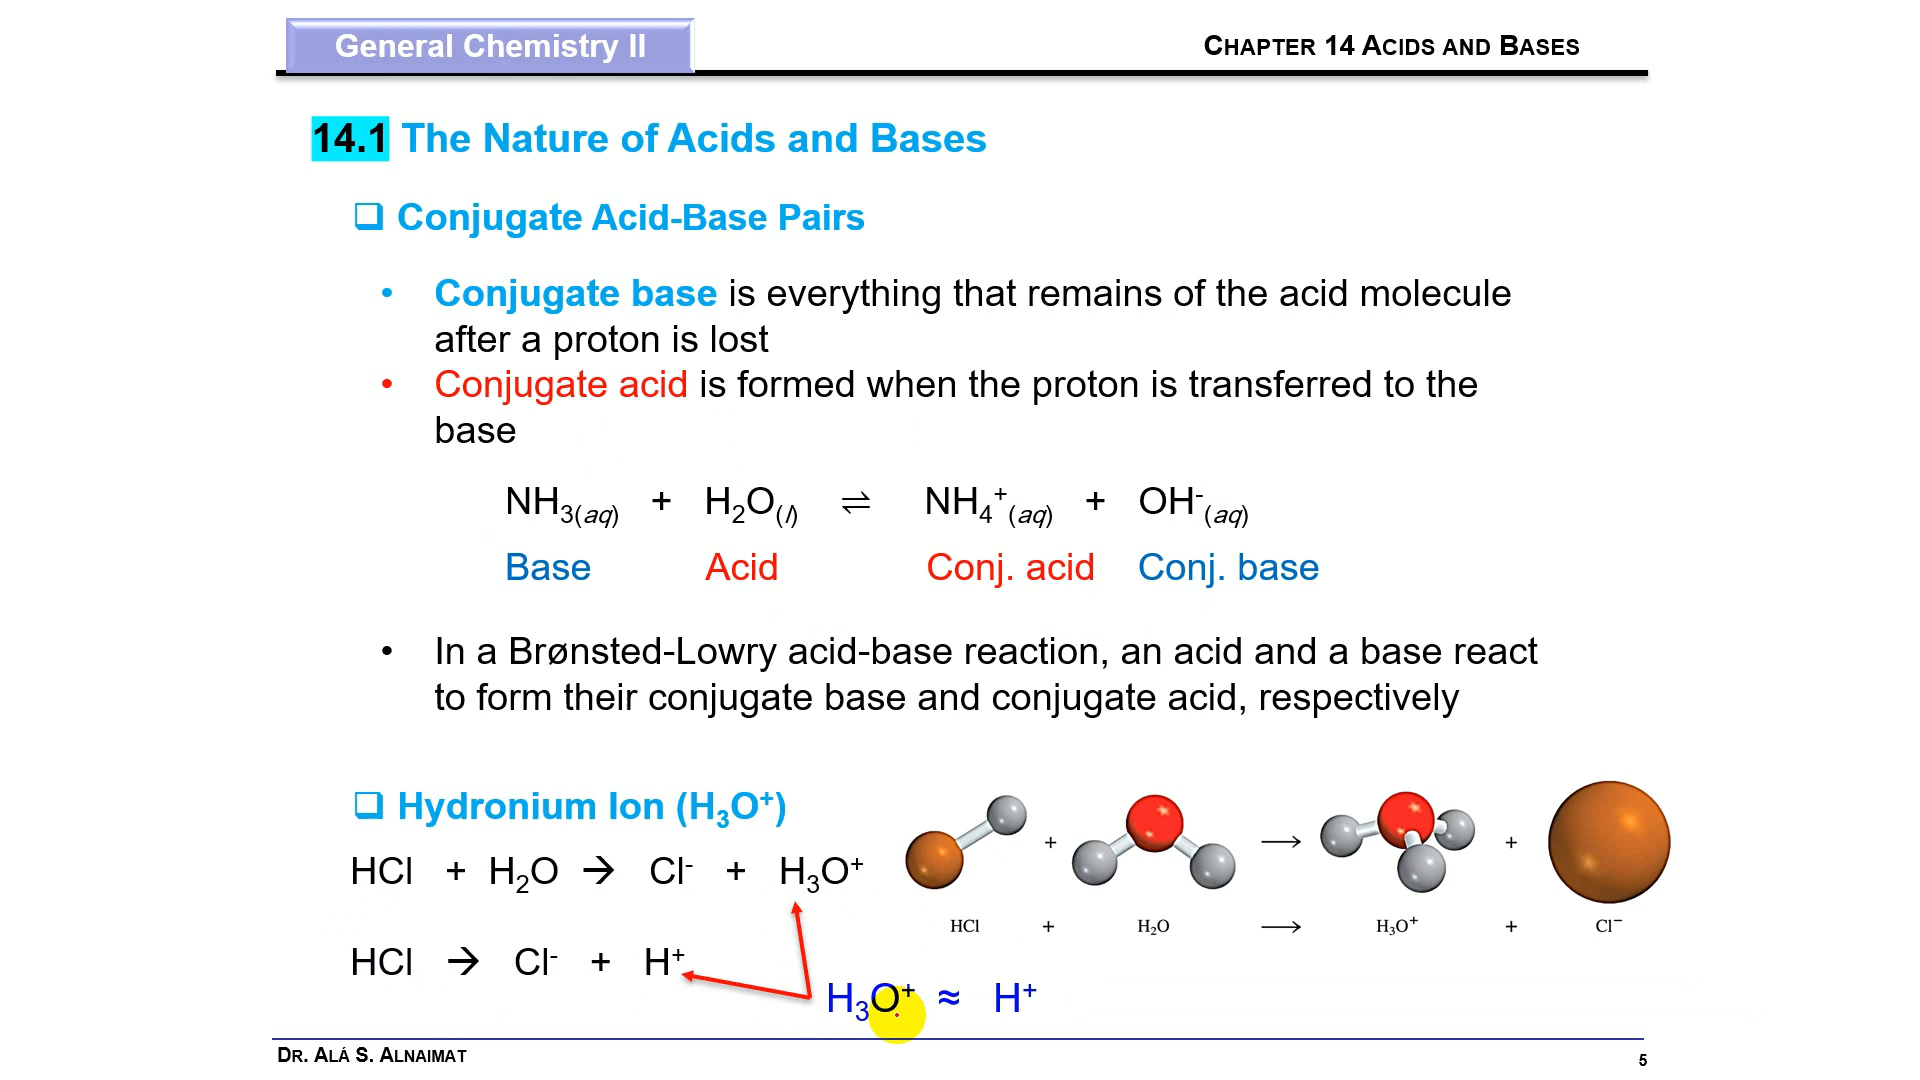 General Chemistry II
CHAPTER 14 ACIDS AND BASES
14.1 The Nature of Acids and Bases
❑ Conjugate Acid-Base Pairs
• Conjugate base is everything that remains of the acid molecule
after a proton is lost
• Conjugate acid is formed when the proton is transferred to the
base
NH₃(aq) + H₂O(l) ⇌ NH₄⁺(aq) + OH⁻(aq)
Base Acid Conj. acid Conj. base
• In a Brønsted-Lowry acid-base reaction, an acid and a base react
to form their conjugate base and conjugate acid, respectively
❑ Hydronium Ion (H₃O⁺)
HCl + H₂O → Cl⁻ + H₃O⁺
HCl → Cl⁻ + H⁺
H₃O⁺ ≈ H⁺
+ → +
HCl + H₂O → H₃O⁺ + Cl⁻
DR. ALÁ S. ALNAIMAT
5